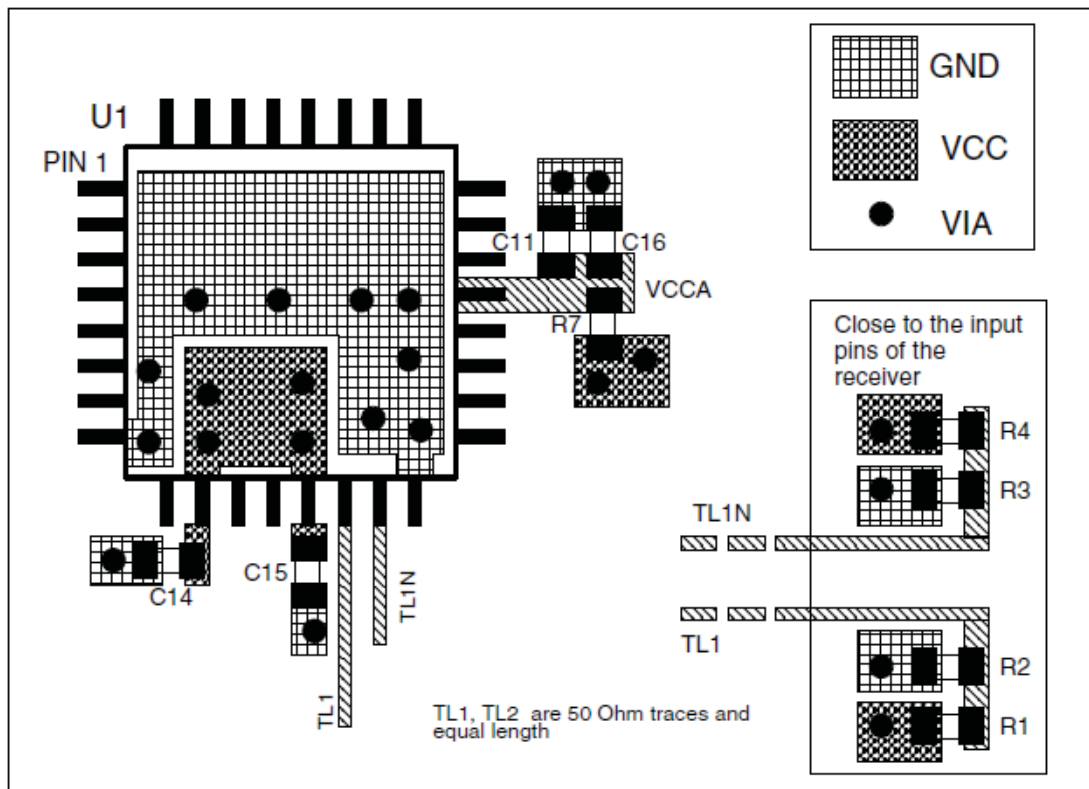 U1
PIN 1
GND
VCC
VIA
C11
C16
VCCA
R7
Close to the input
pins of the
receiver
R4
R3
TL1N
C15
C14
TL1N
TL1
TL1
R2
R1
TL1, TL2 are 50 Ohm traces and
equal length